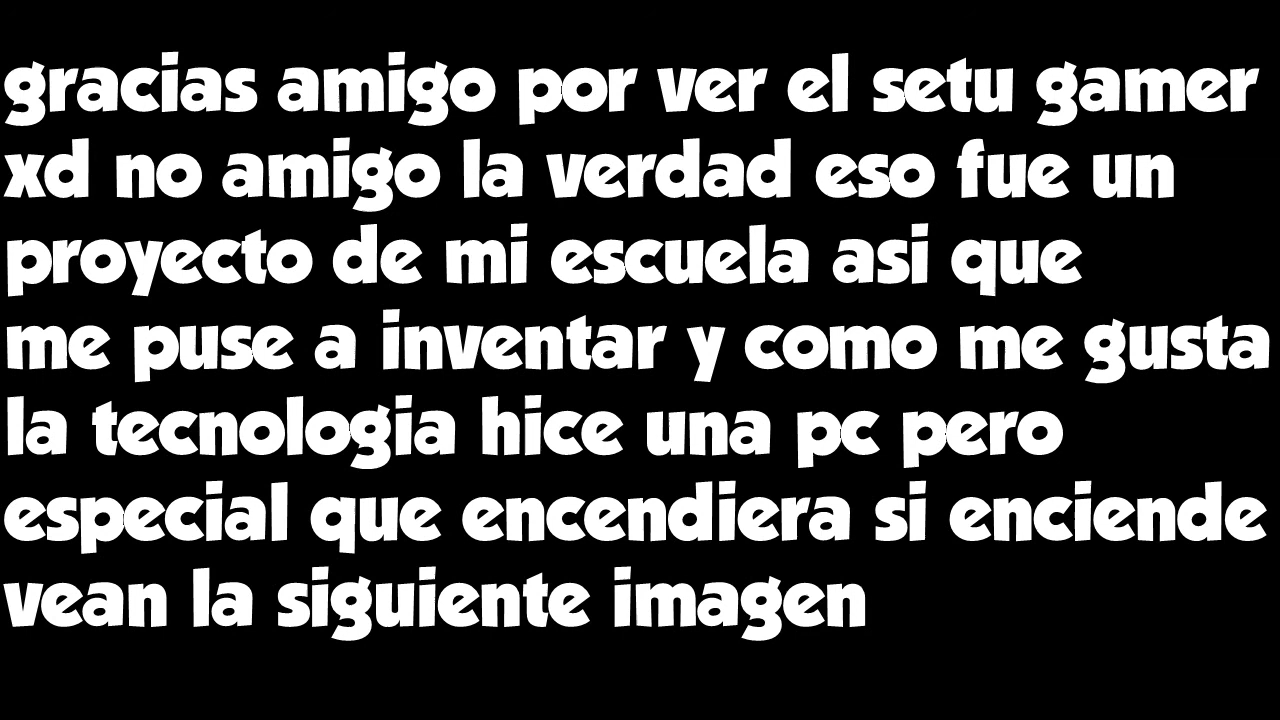 gracias amigo por ver el setu gamer
xd no amigo la verdad eso fue un
proyecto de mi escuela asi que
me puse a inventar y como me gusta
la tecnologia hice una pc pero
especial que encendiera si enciende
vean la siguiente imagen